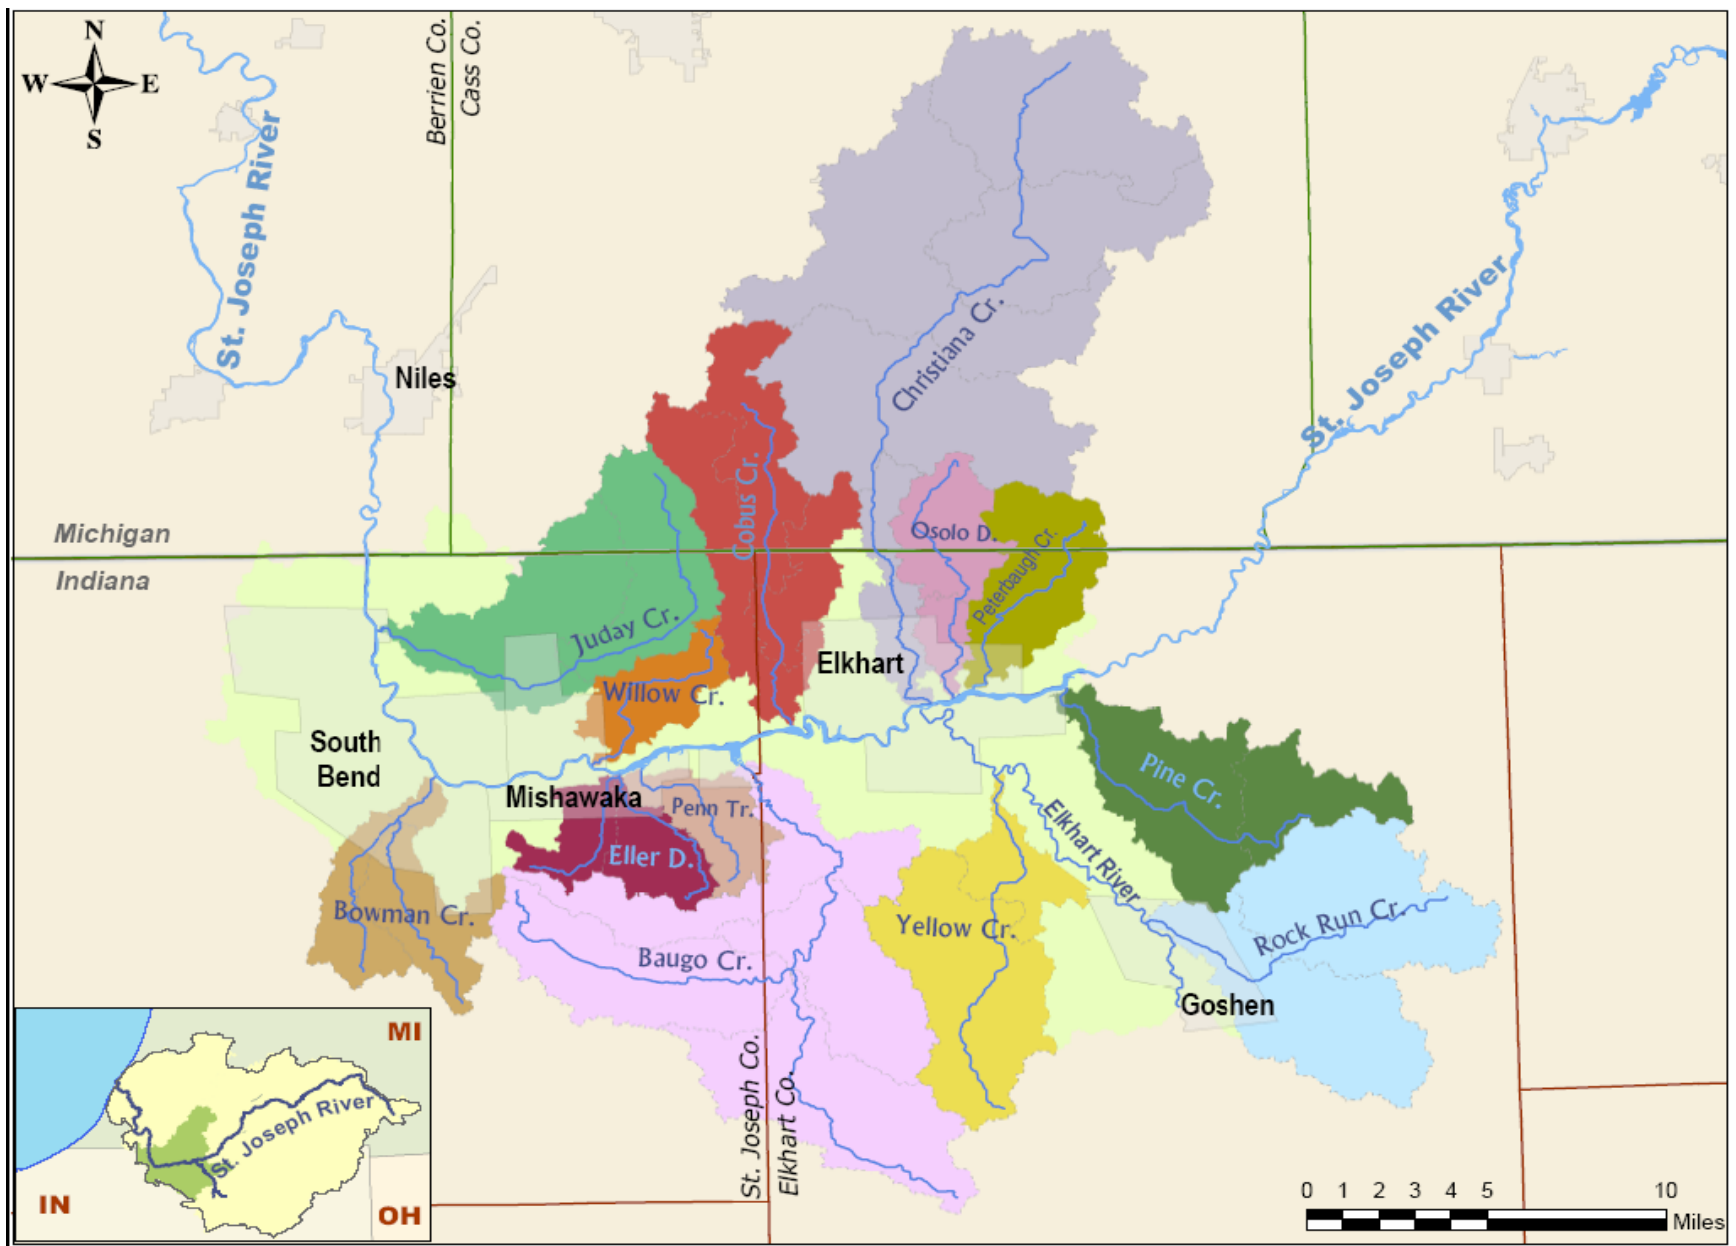 N
W E
S
Berrien Co.
Cass Co.
St. Joseph River
St. Joseph River
Niles
Christiana Cr.
Cobus Cr.
Osolo D.
Peterbaugh Cr.
Michigan
Indiana
Juday Cr.
Willow Cr.
Elkhart
South
Bend
Mishawaka
Penn Tr.
Eller D.
Pine Cr.
Elkhart River
Bowman Cr.
Baugo Cr.
Yellow Cr.
Rock Run Cr.
Goshen
St. Joseph Co.
Elkhart Co.
MI
St. Joseph River
IN
OH
0 1 2 3 4 5 10
Miles